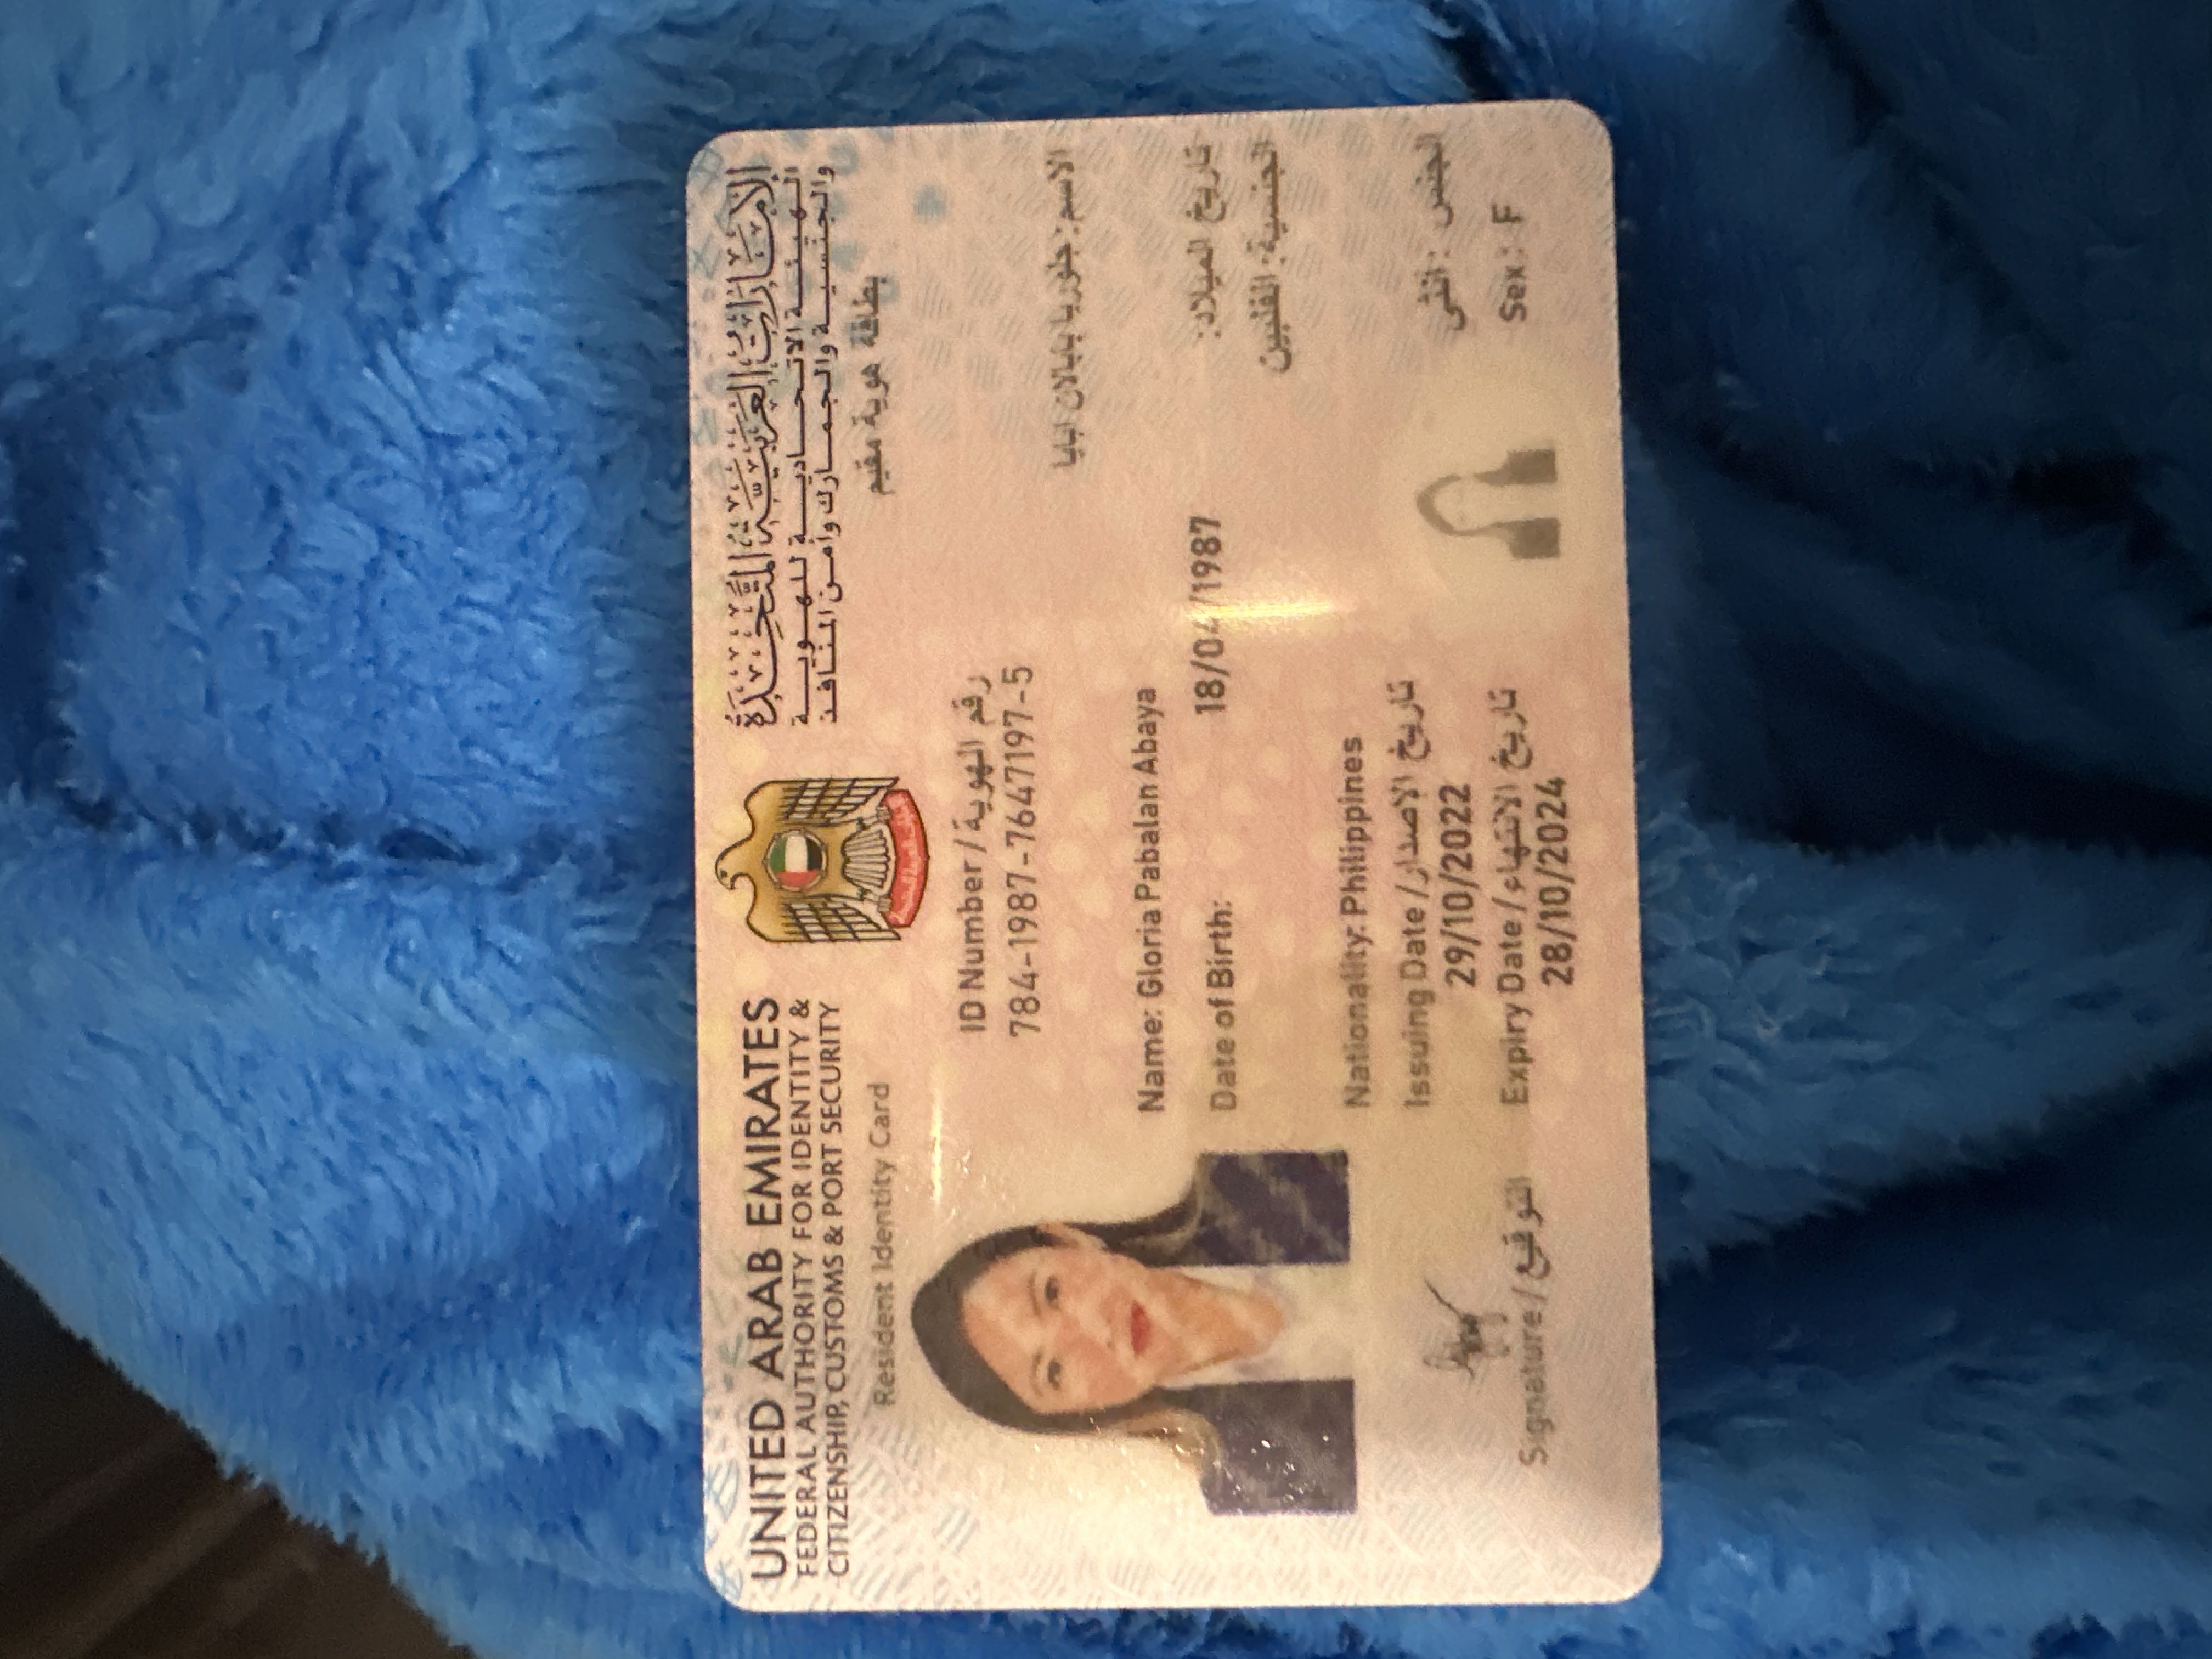 UNITED ARAB EMIRATES
FEDERAL AUTHORITY FOR IDENTITY &
CITIZENSHIP, CUSTOMS & PORT SECURITY
Resident Identity Card
الإمارات العربية المتحدة
الهيئة الاتحادية للهوية
والجنسية والجمارك وأمن المنافذ
بطاقة هوية مقيم
ID Number / رقم الهوية
784-1987-7647197-5
الاسم: جلوريا بابالان ابايا
Name: Gloria Pabalan Abaya
Date of Birth: 18/04/1987 تاريخ الميلاد:
الجنسية: الفلبين
Nationality: Philippines
Issuing Date / تاريخ الاصدار
29/10/2022
Expiry Date / تاريخ الانتهاء
28/10/2024
Signature / التوقيع
الجنس : انثى
Sex : F